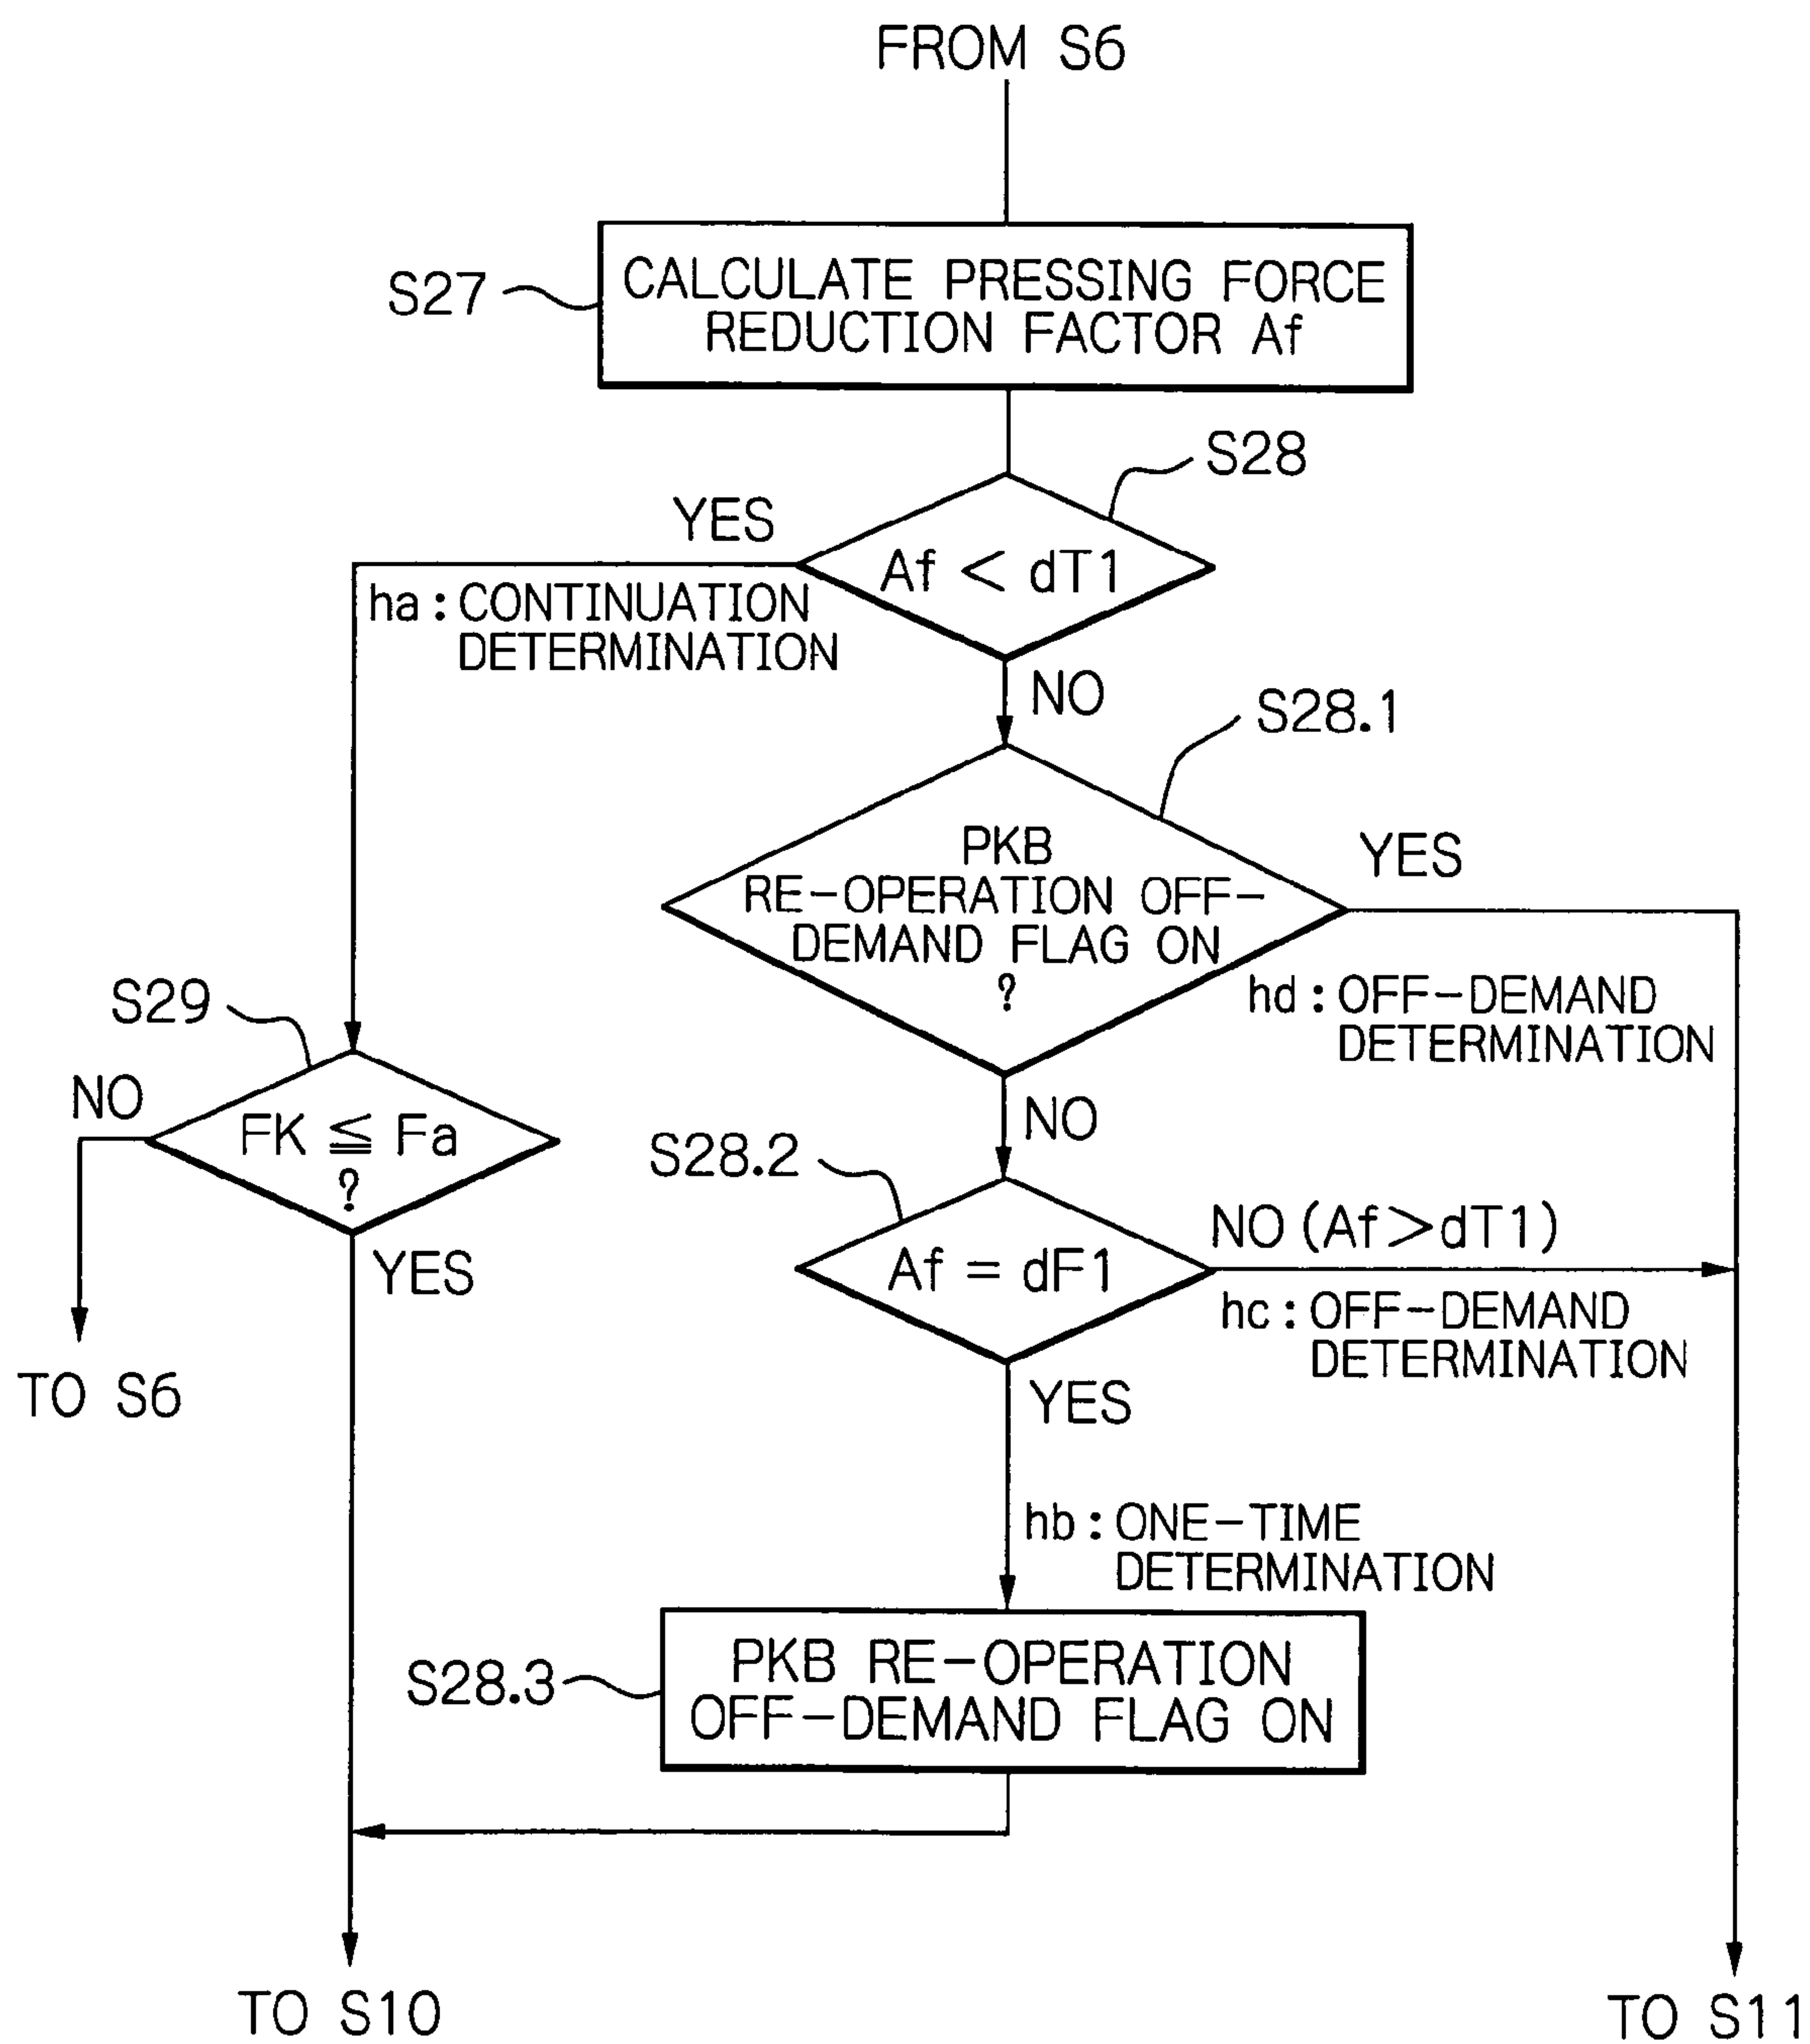 FROM S6
S27
CALCULATE PRESSING FORCE
REDUCTION FACTOR Af
S28
YES
Af < dT1
ha : CONTINUATION
DETERMINATION
NO
S28.1
PKB
RE-OPERATION OFF-
DEMAND FLAG ON
?
YES
hd : OFF-DEMAND
DETERMINATION
S29
NO
FK ≦ Fa
?
YES
TO S6
NO
S28.2
Af = dF1
NO (Af>dT1)
hc : OFF-DEMAND
DETERMINATION
YES
hb : ONE-TIME
DETERMINATION
S28.3
PKB RE-OPERATION
OFF-DEMAND FLAG ON
TO S10
TO S11